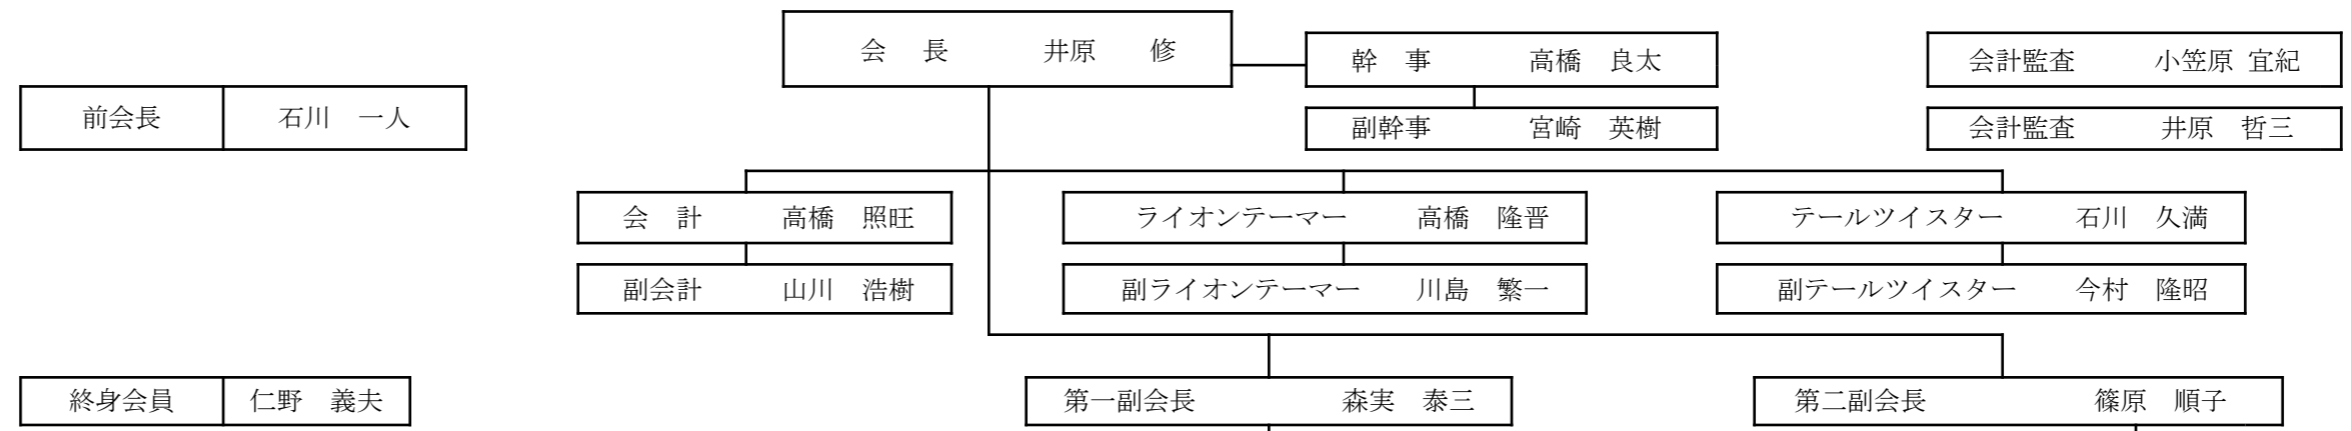 会　長　井原　修
幹　事　高橋　良太
会計監査　小笠原 宜紀
前会長　石川　一人
副幹事　宮崎　英樹
会計監査　井原　哲三
会　計　高橋　照旺
ライオンテーマー　高橋　隆晋
テールツイスター　石川　久満
副会計　山川　浩樹
副ライオンテーマー　川島　繁一
副テールツイスター　今村　隆昭
終身会員　仁野　義夫
第一副会長　森実　泰三
第二副会長　篠原　順子